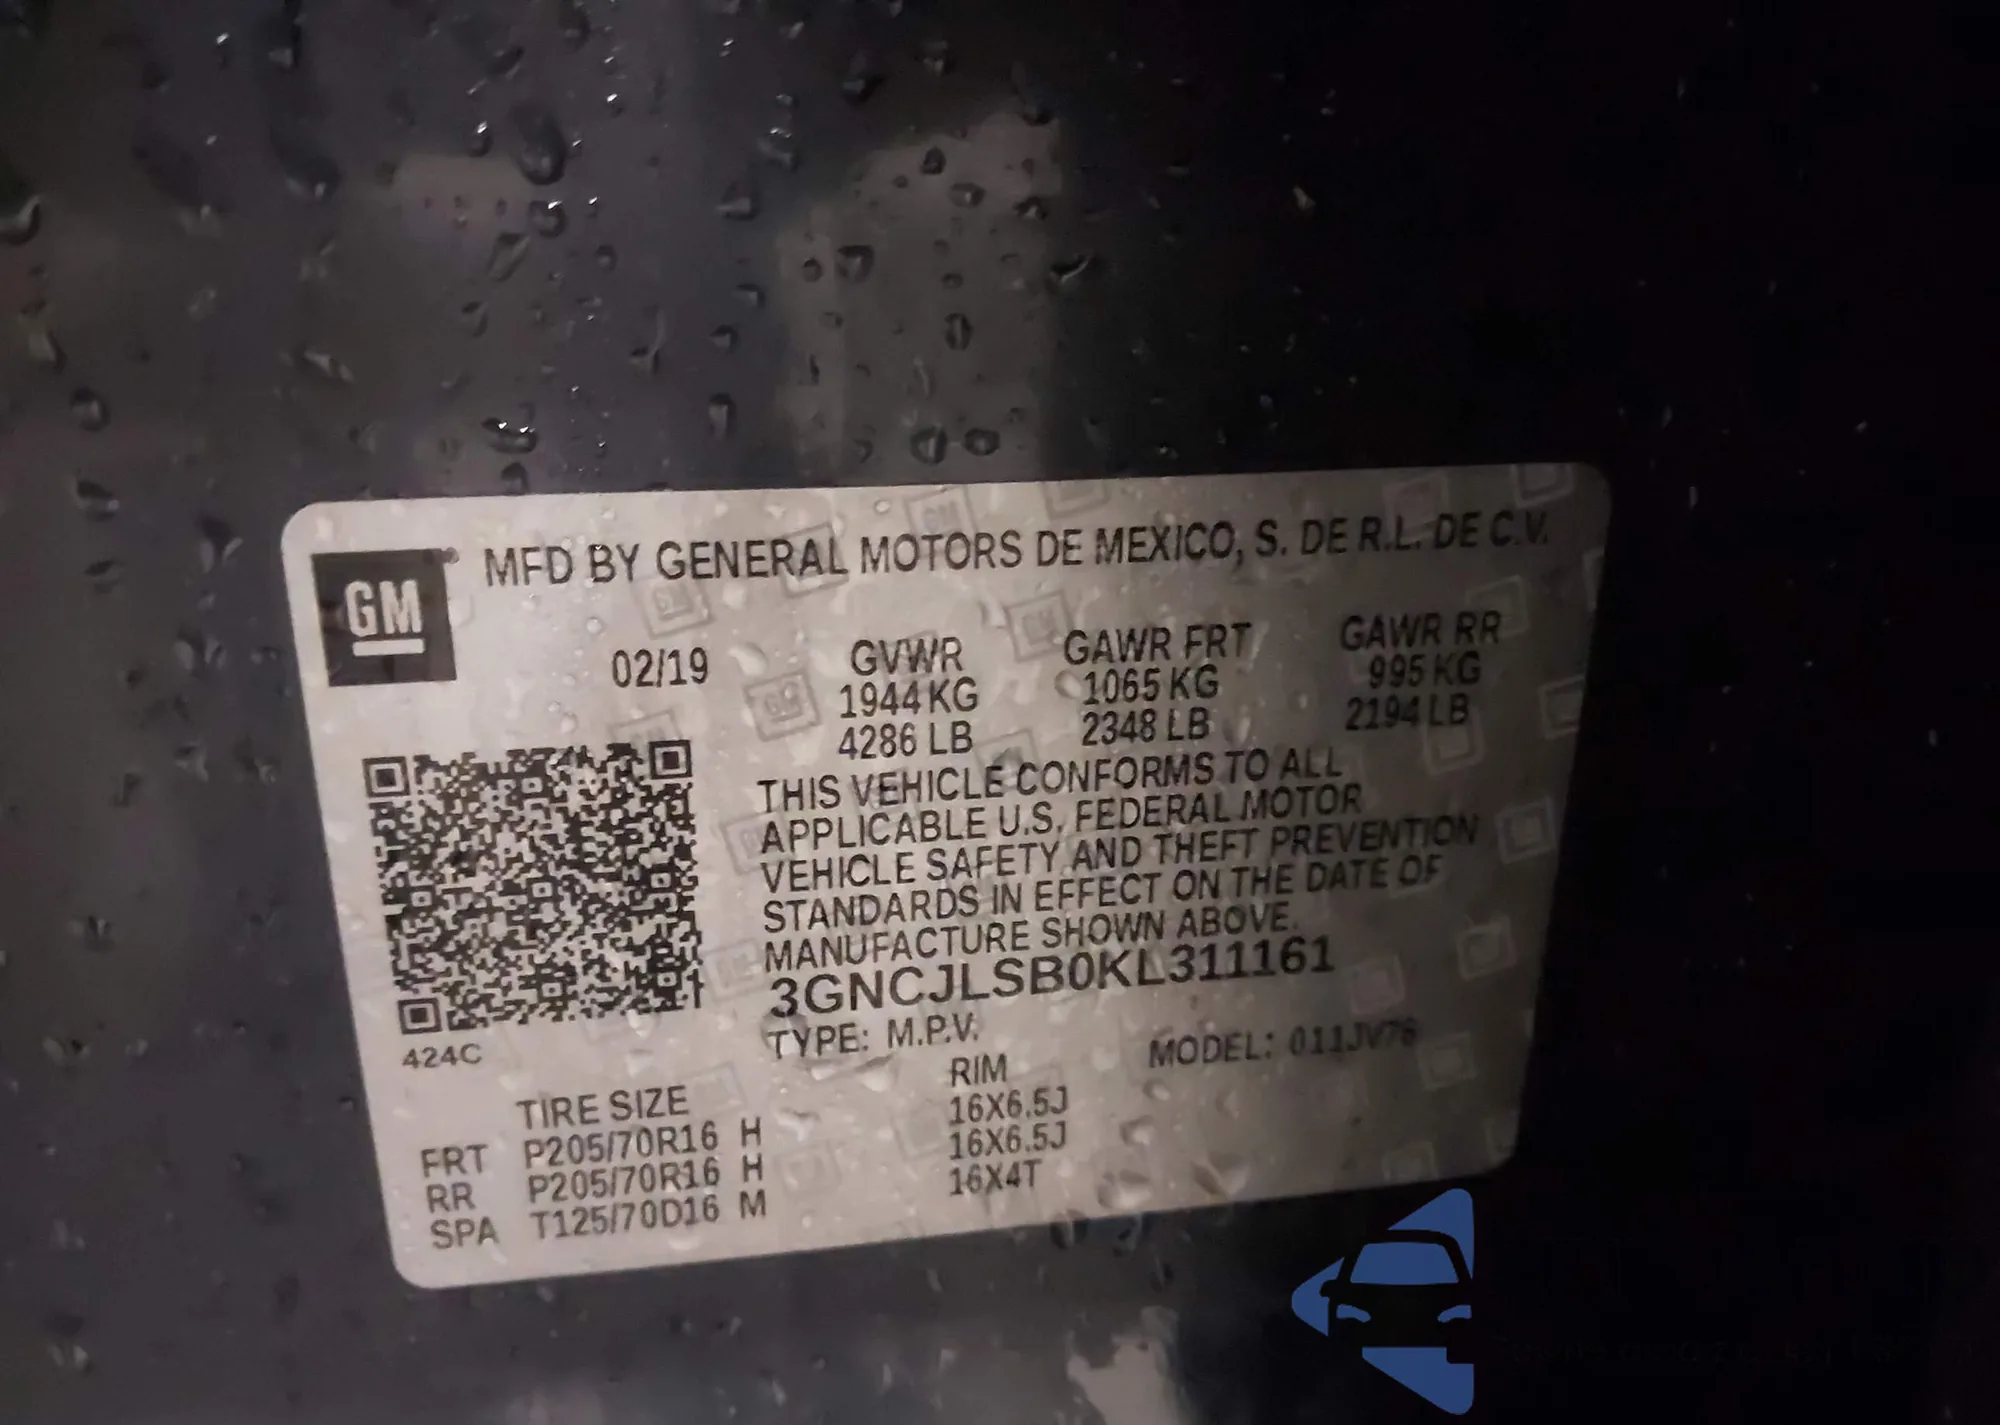 GM® MFD BY GENERAL MOTORS DE MEXICO, S. DE R.L. DE C.V.
02/19 GVWR GAWR FRT GAWR RR
1944 KG 1065 KG 995 KG
4286 LB 2348 LB 2194 LB
THIS VEHICLE CONFORMS TO ALL
APPLICABLE U.S. FEDERAL MOTOR
VEHICLE SAFETY AND THEFT PREVENTION
STANDARDS IN EFFECT ON THE DATE OF
MANUFACTURE SHOWN ABOVE.
3GNCJLSB0KL311161
TYPE: M.P.V. MODEL: 011JV76
424C
TIRE SIZE RIM
FRT P205/70R16 H 16X6.5J
RR P205/70R16 H 16X6.5J
SPA T125/70D16 M 16X4T